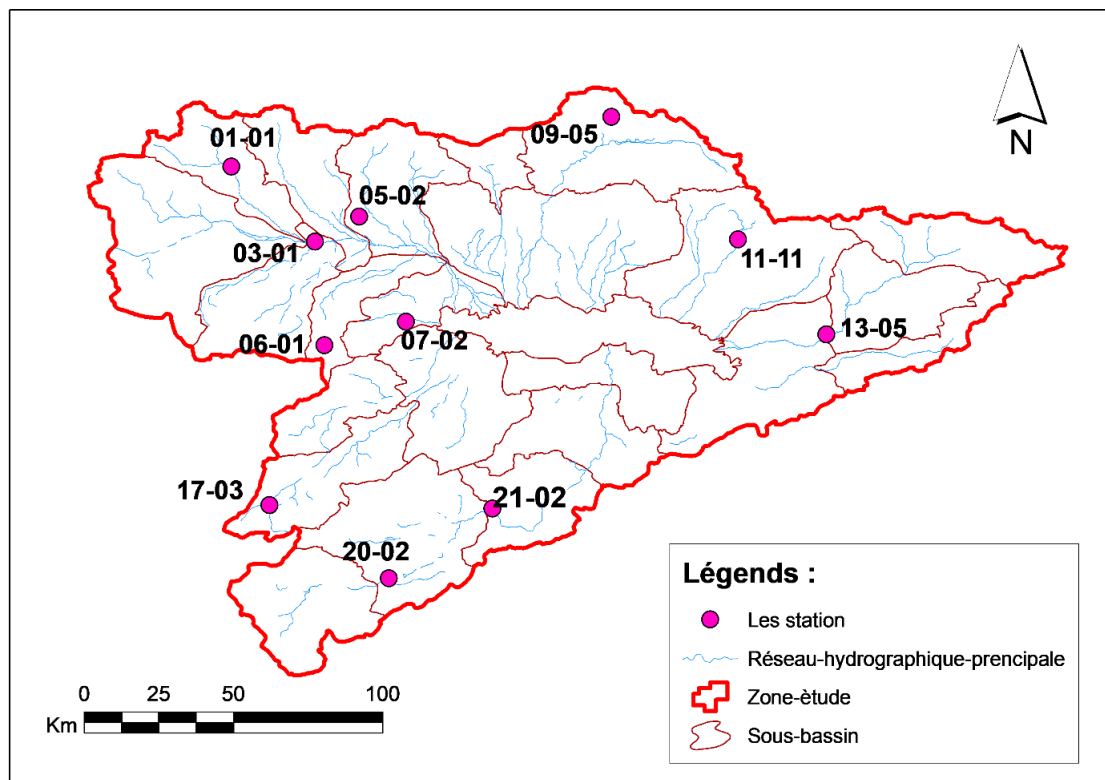 09-05
01-01
N
05-02
03-01
11-11
13-05
06-01
07-02
17-03
21-02
20-02
Légends :
Les station
Réseau-hydrographique-prencipale
Zone-ètude
Sous-bassin
0 25 50 100
Km